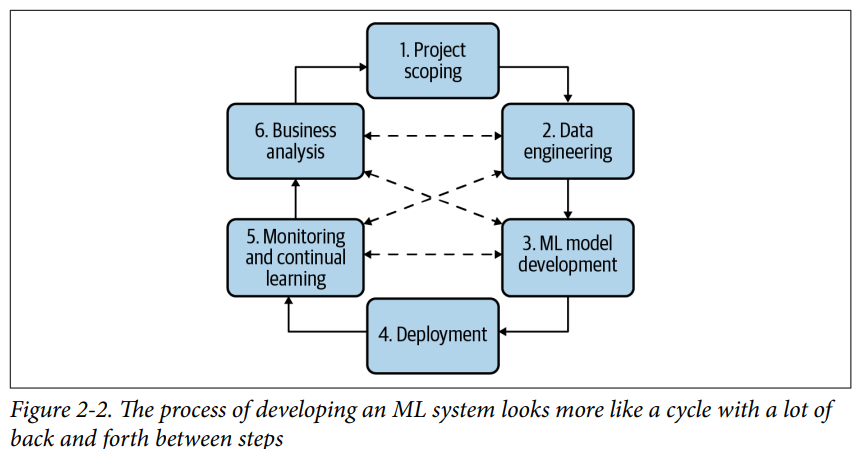 1. Project
scoping
6. Business
analysis
2. Data
engineering
5. Monitoring
and continual
learning
3. ML model
development
4. Deployment
Figure 2-2. The process of developing an ML system looks more like a cycle with a lot of
back and forth between steps